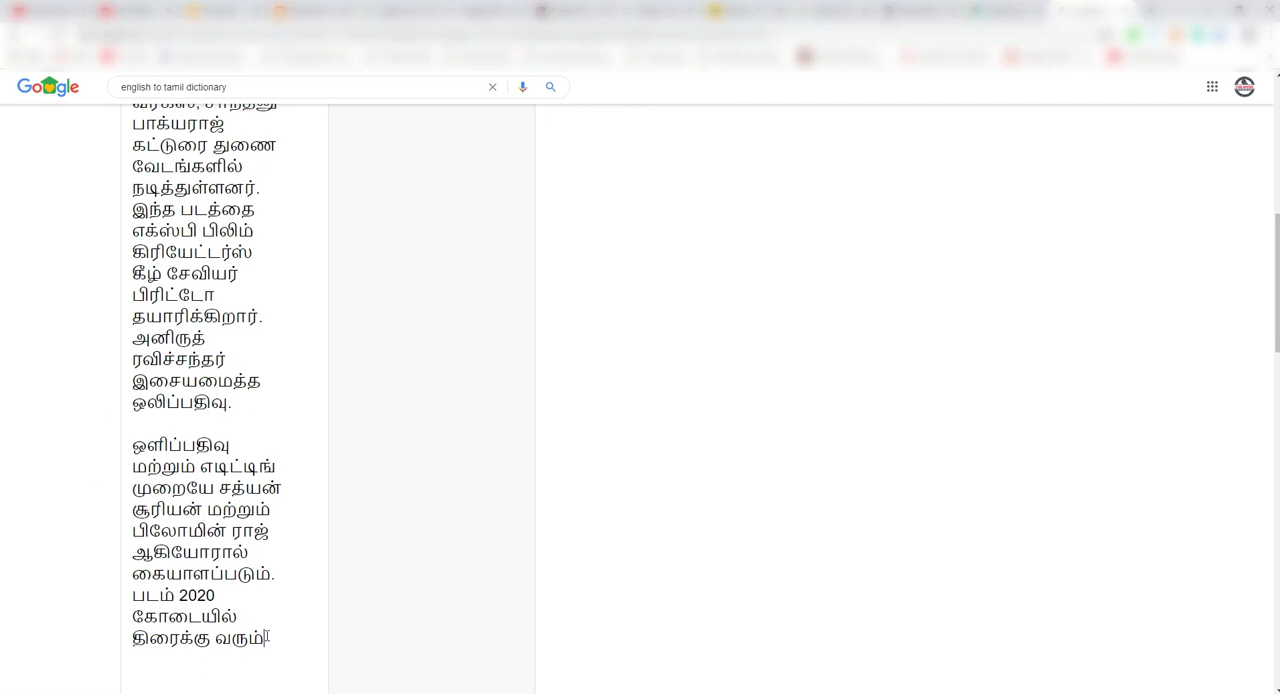 Google
english to tamil dictionary
பாக்யராஜ்
கட்டுரை துணை
வேடங்களில்
நடித்துள்ளனர்.
இந்த படத்தை
எக்ஸ்பி பிலிம்
கிரியேட்டர்ஸ்
கீழ் சேவியர்
பிரிட்டோ
தயாரிக்கிறார்.
அனிருத்
ரவிச்சந்தர்
இசையமைத்த
ஒலிப்பதிவு.
ஒளிப்பதிவு
மற்றும் எடிட்டிங்
முறையே சத்யன்
சூரியன் மற்றும்
பிலோமின் ராஜ்
ஆகியோரால்
கையாளப்படும்.
படம் 2020
கோடையில்
திரைக்கு வரும்